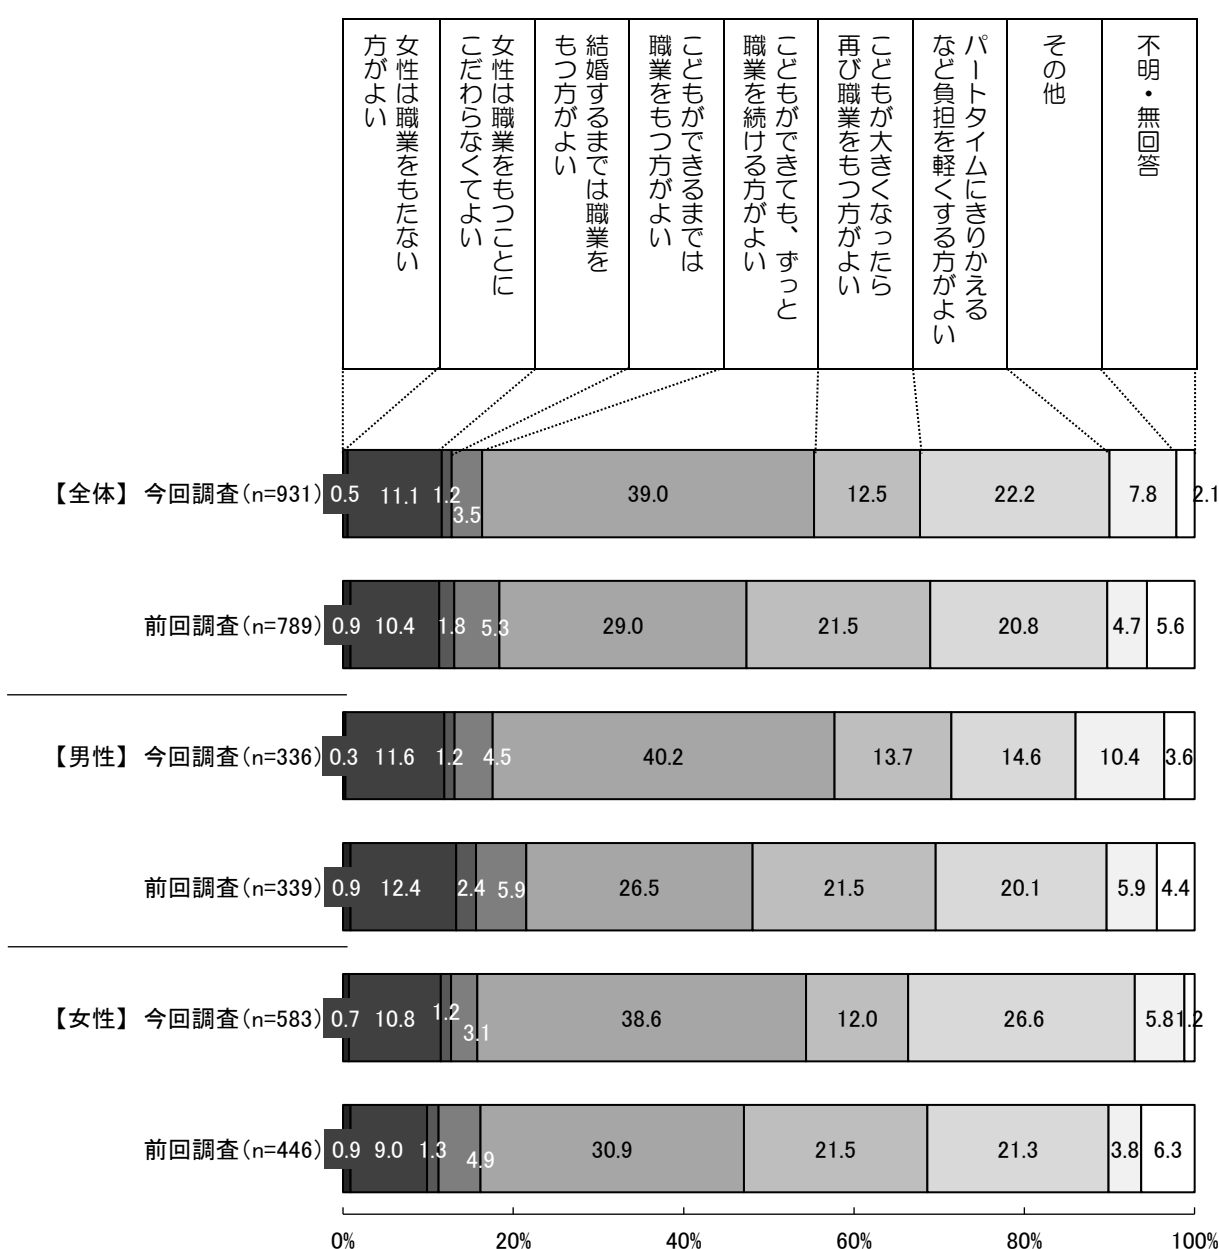 女性は職業をもたない
方がよい
女性は職業をもつことに
こだわらなくてよい
結婚するまでは職業を
もつ方がよい
こどもができるまでは
職業をもつ方がよい
こどもができても、ずっと
職業を続ける方がよい
こどもが大きくなったら
再び職業をもつ方がよい
パートタイムにきりかえる
など負担を軽くする方がよい
その他
不明・無回答
【全体】 今回調査(n=931) 0.5 11.1 1.2 3.5 39.0 12.5 22.2 7.8 2.1
前回調査(n=789) 0.9 10.4 1.8 5.3 29.0 21.5 20.8 4.7 5.6
【男性】 今回調査(n=336) 0.3 11.6 1.2 4.5 40.2 13.7 14.6 10.4 3.6
前回調査(n=339) 0.9 12.4 2.4 5.9 26.5 21.5 20.1 5.9 4.4
【女性】 今回調査(n=583) 0.7 10.8 1.2 3.1 38.6 12.0 26.6 5.8 1.2
前回調査(n=446) 0.9 9.0 1.3 4.9 30.9 21.5 21.3 3.8 6.3
0% 20% 40% 60% 80% 100%